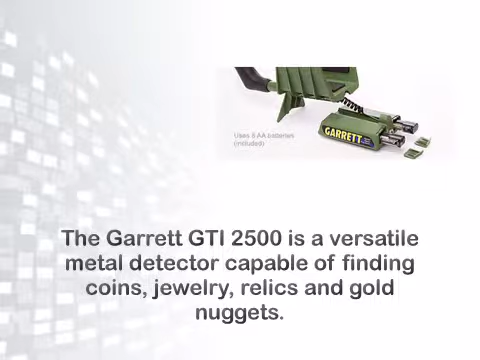 Uses 8 AA batteries
(included)
GARRETT
The Garrett GTI 2500 is a versatile
metal detector capable of finding
coins, jewelry, relics and gold
nuggets.